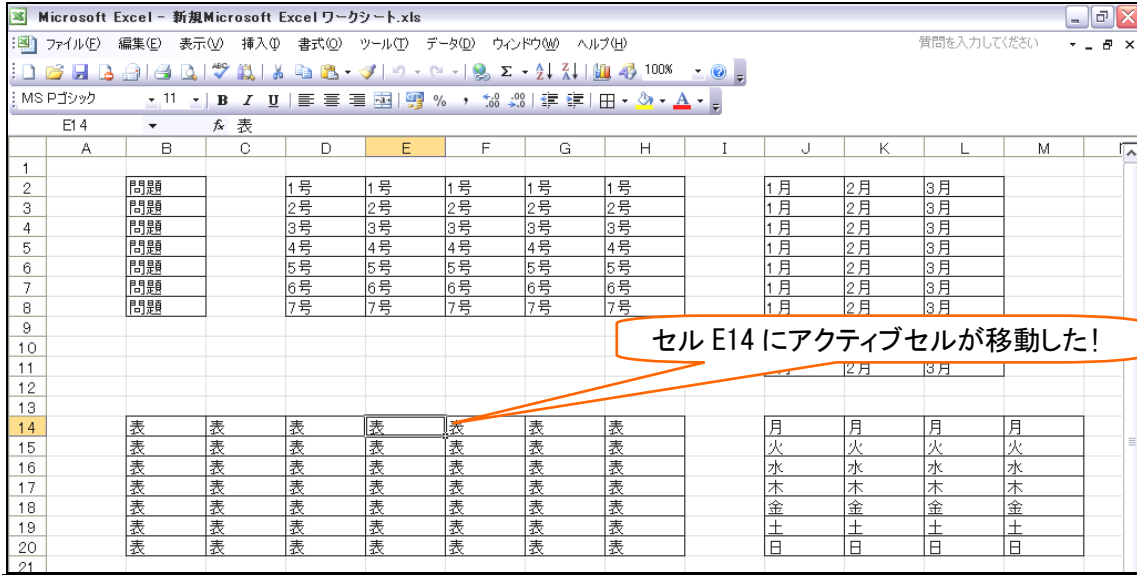 Microsoft Excel - 新規Microsoft Excel ワークシート.xls
ファイル(F) 編集(E) 表示(V) 挿入(I) 書式(O) ツール(T) データ(D) ウィンドウ(W) ヘルプ(H) 質問を入力してください
100%
MS Pゴシック 11 B I U
E14 fx 表
A B C D E F G H I J K L M
1
2 問題 1号 1号 1号 1号 1号 1月 2月 3月
3 問題 2号 2号 2号 2号 2号 1月 2月 3月
4 問題 3号 3号 3号 3号 3号 1月 2月 3月
5 問題 4号 4号 4号 4号 4号 1月 2月 3月
6 問題 5号 5号 5号 5号 5号 1月 2月 3月
7 問題 6号 6号 6号 6号 6号 1月 2月 3月
8 問題 7号 7号 7号 7号 7号 1月 2月 3月
9
セル E14 にアクティブセルが移動した!
10
11 2月 3月
12
13
14 表 表 表 表 表 表 表 月 月 月 月
15 表 表 表 表 表 表 表 火 火 火 火
16 表 表 表 表 表 表 表 水 水 水 水
17 表 表 表 表 表 表 表 木 木 木 木
18 表 表 表 表 表 表 表 金 金 金 金
19 表 表 表 表 表 表 表 土 土 土 土
20 表 表 表 表 表 表 表 日 日 日 日
21